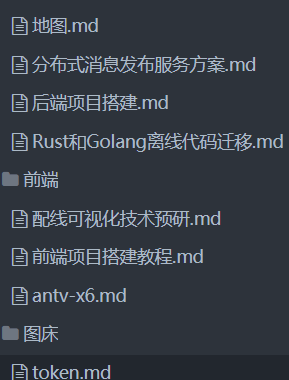 地图.md
分布式消息发布服务方案.md
后端项目搭建.md
Rust和Golang离线代码迁移.md
前端
配线可视化技术预研.md
前端项目搭建教程.md
antv-x6.md
图床
token.md